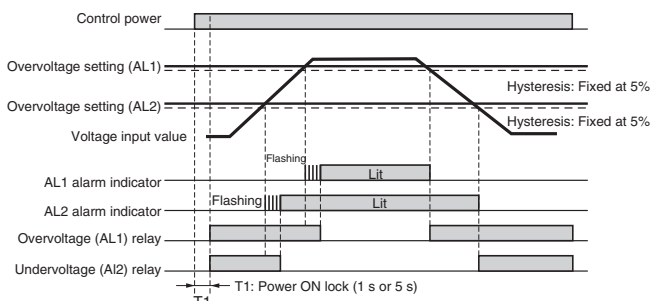 Control power
Overvoltage setting (AL1)
Hysteresis: Fixed at 5%
Overvoltage setting (AL2)
Hysteresis: Fixed at 5%
Voltage input value
Flashing
Lit
AL1 alarm indicator
Flashing
Lit
AL2 alarm indicator
Overvoltage (AL1) relay
Undervoltage (Al2) relay
T1: Power ON lock (1 s or 5 s)
T1